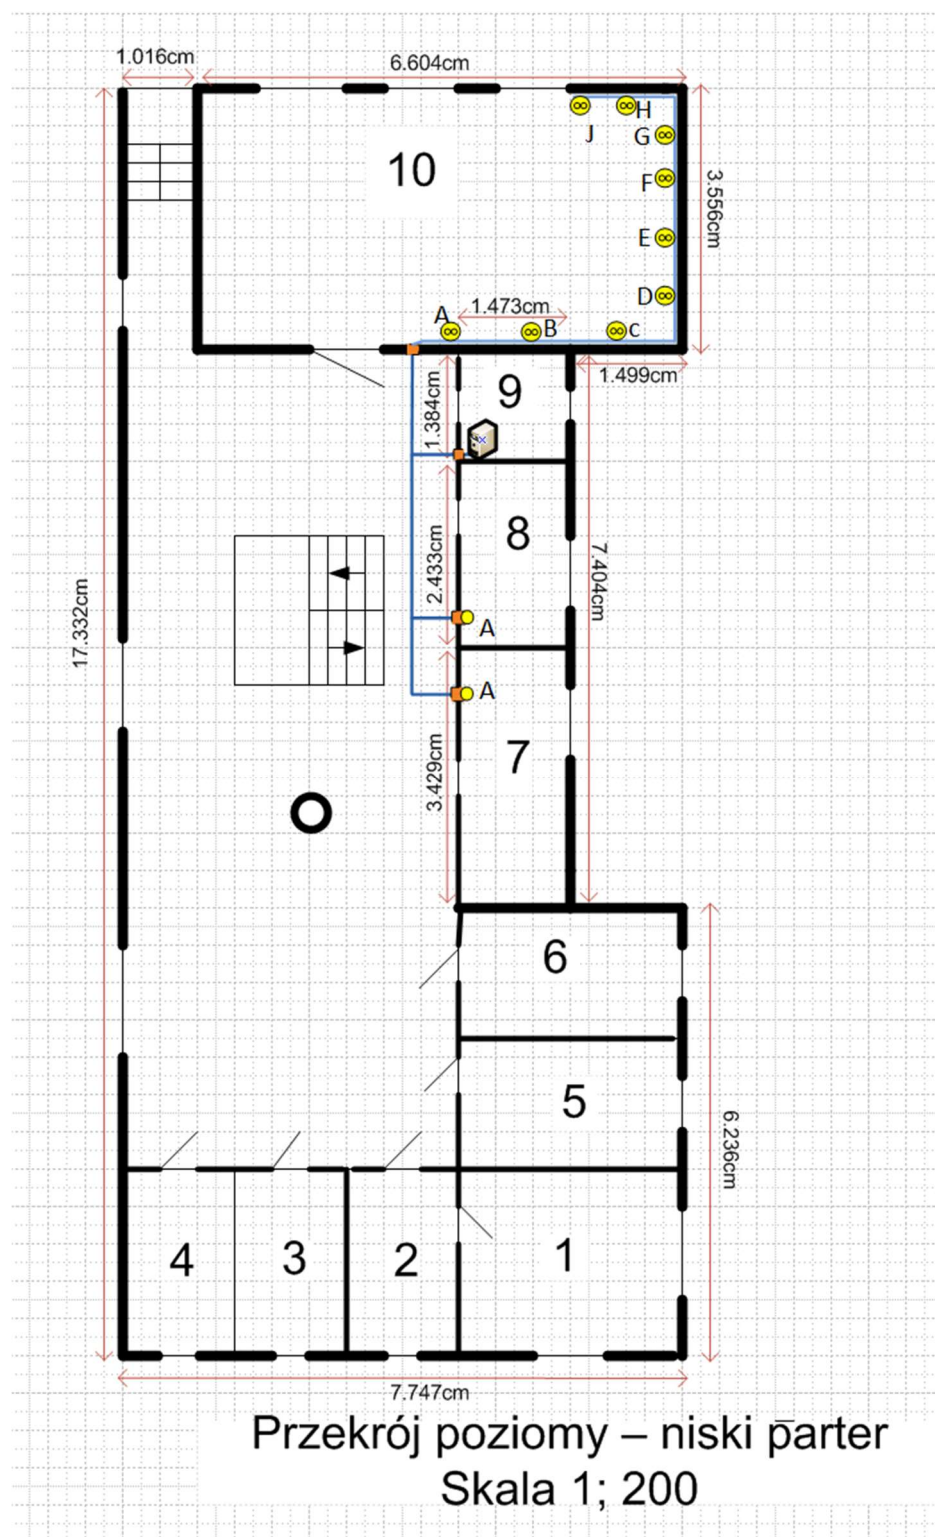 1.016cm
6.604cm
H
J
G
10
F
3.556cm
E
D
1.473cm
A
B
c
1.499cm
9
1.384cm
8
2.433cm
7.404cm
17.332cm
A
A
7
3.429cm
6
5
6.236cm
4
3
2
1
7.747cm
Przekrój poziomy – niski parter
Skala 1; 200